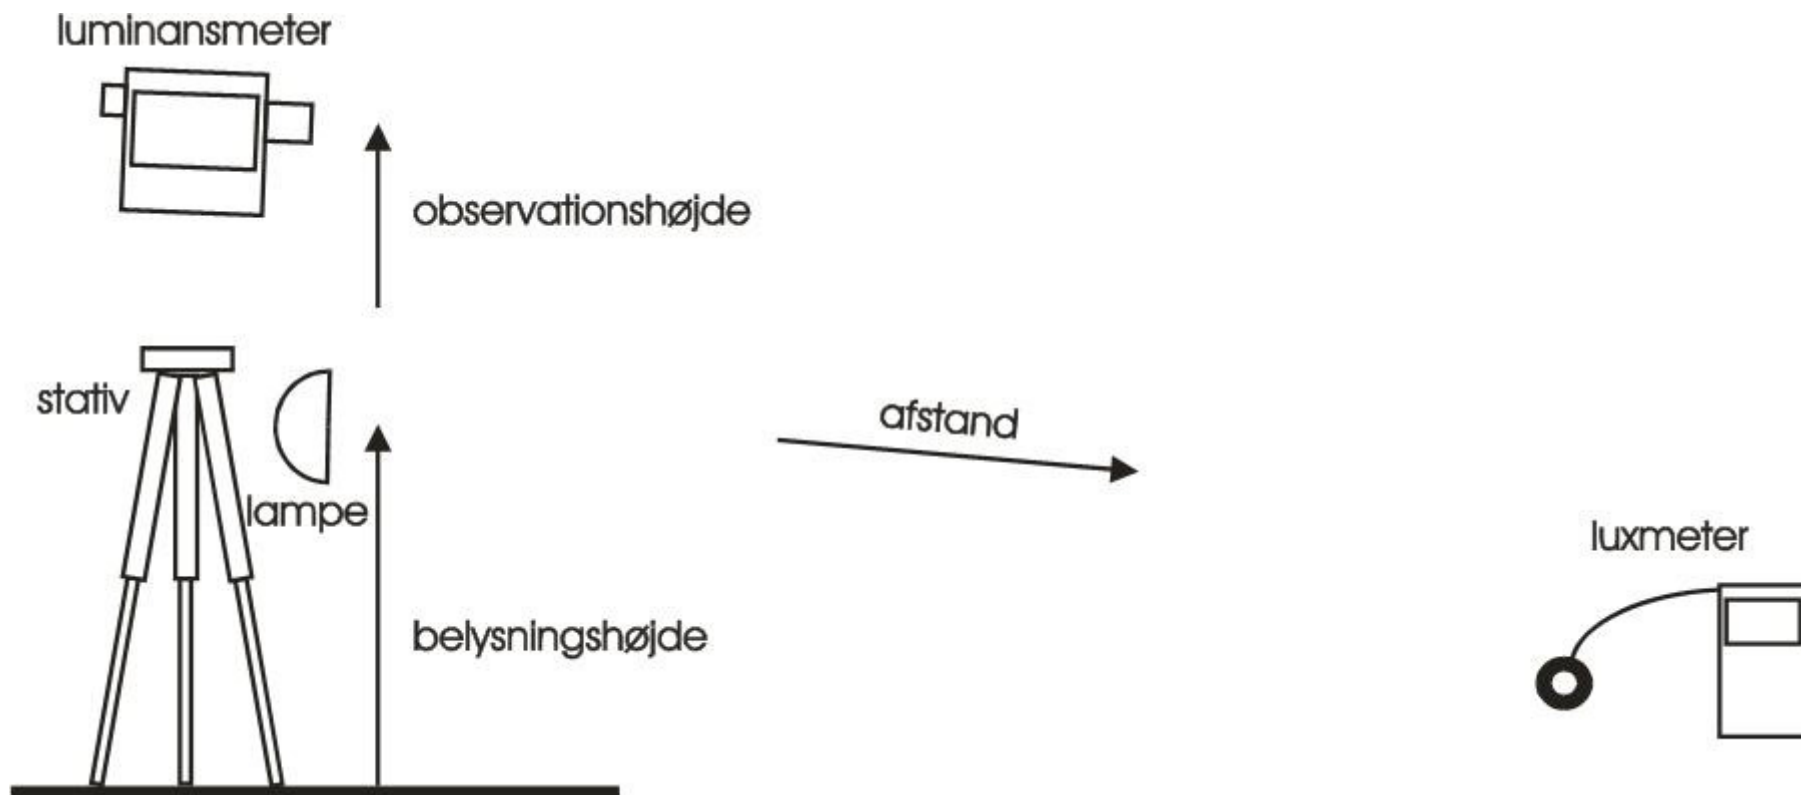 luminansmeter
observationshøjde
stativ
afstand
lampe
luxmeter
belysningshøjde